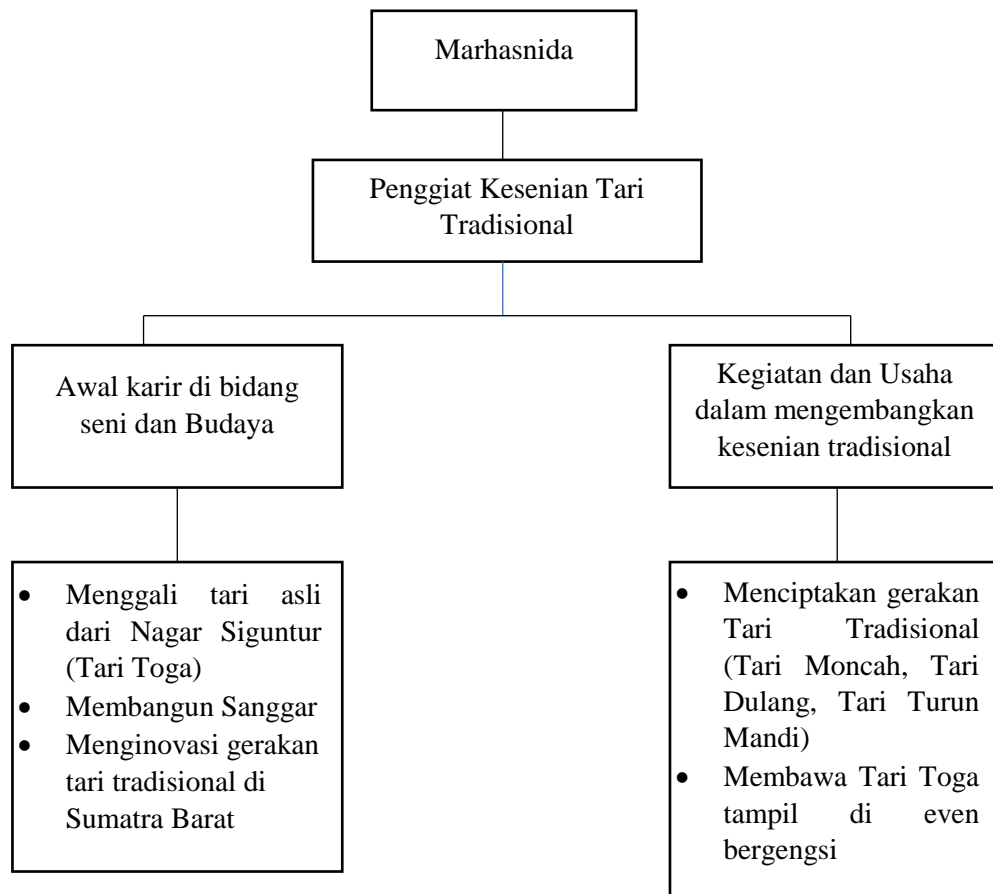 Marhasnida
Penggiat Kesenian Tari
Tradisional
Awal karir di bidang
seni dan Budaya
Kegiatan dan Usaha
dalam mengembangkan
kesenian tradisional
• Menggali tari asli
dari Nagar Siguntur
(Tari Toga)
• Membangun Sanggar
• Menginovasi gerakan
tari tradisional di
Sumatra Barat
• Menciptakan gerakan
Tari Tradisional
(Tari Moncah, Tari
Dulang, Tari Turun
Mandi)
• Membawa Tari Toga
tampil di even
bergengsi